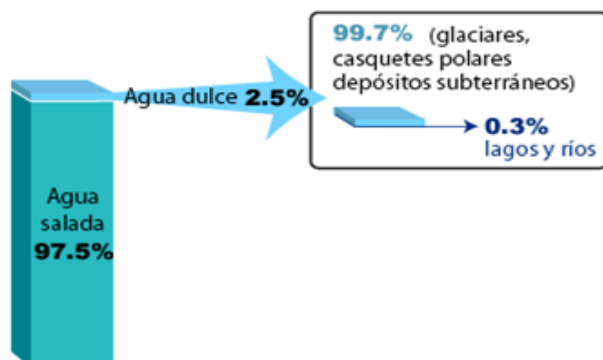 99.7% (glaciares,
casquetes polares
depósitos subterráneos)
Agua dulce 2.5%
0.3%
lagos y ríos
Agua
salada
97.5%